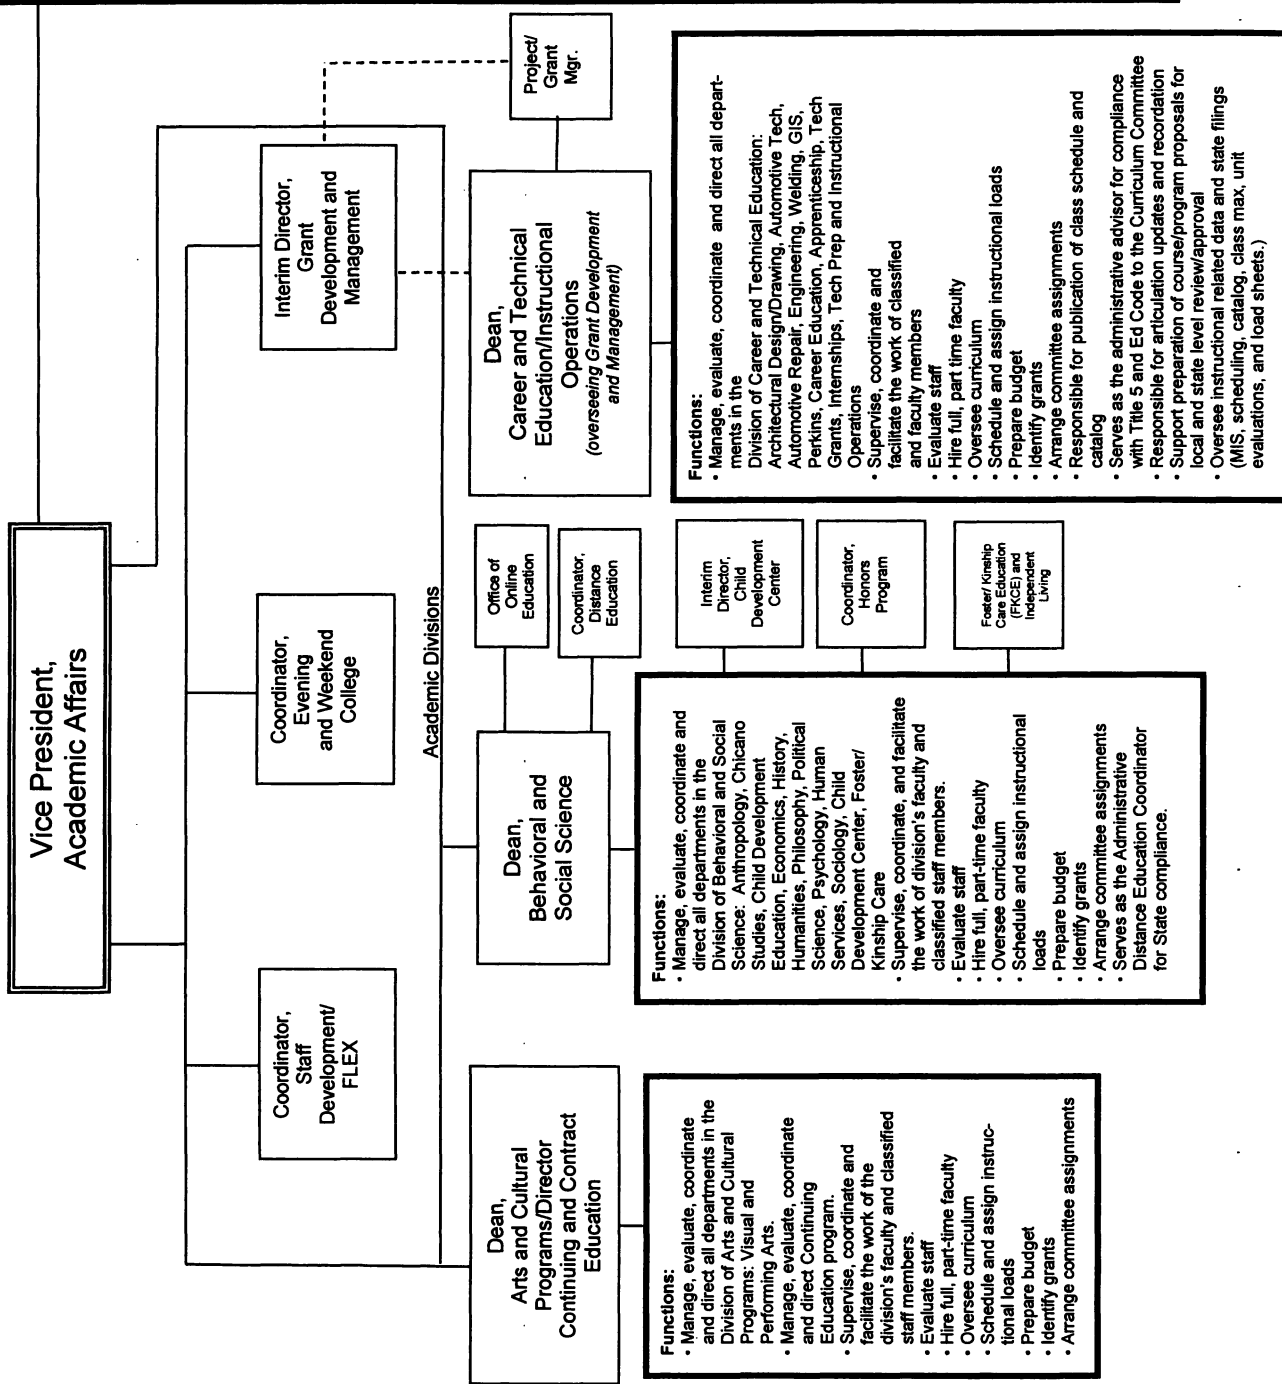 Vice President,
Academic Affairs
Coordinator,
Staff
Development/
FLEX
Coordinator,
Evening
and Weekend
College
Interim Director,
Grant
Development and
Management
Academic Divisions
Dean,
Arts and Cultural
Programs/Director
Continuing and Contract
Education
Functions:
• Manage, evaluate, coordinate
and direct all departments in the
Division of Arts and Cultural
Programs: Visual and
Performing Arts.
• Manage, evaluate, coordinate
and direct Continuing
Education program.
• Supervise, coordinate and
facilitate the work of the
division's faculty and classified
staff members.
• Evaluate staff
• Hire full, part-time faculty
• Oversee curriculum
• Schedule and assign instruc-
tional loads
• Prepare budget
• Identify grants
• Arrange committee assignments
Dean,
Behavioral and
Social Science
Office of
Online
Education
Coordinator,
Distance
Education
Functions:
• Manage, evaluate, coordinate and
direct all departments in the
Division of Behavioral and Social
Science: Anthropology, Chicano
Studies, Child Development
Education, Economics, History,
Humanities, Philosophy, Political
Science, Psychology, Human
Services, Sociology, Child
Development Center, Foster/
Kinship Care
• Supervise, coordinate, and facilitate
the work of division's faculty and
classified staff members.
• Evaluate staff
• Hire full, part-time faculty
• Oversee curriculum
• Schedule and assign instructional
loads
• Prepare budget
• Identify grants
• Arrange committee assignments
• Serves as the Administrative
Distance Education Coordinator
for State compliance.
Interim
Director,
Child
Development
Center
Coordinator,
Honors
Program
Foster/ Kinship
Care Education
(FKCE) and
Independent
Living
Dean,
Career and Technical
Education/Instructional
Operations
(overseeing Grant Development
and Management)
Project/
Grant
Mgr.
Functions:
• Manage, evaluate, coordinate and direct all depart-
ments in the
Division of Career and Technical Education:
Architectural Design/Drawing, Automotive Tech,
Automotive Repair, Engineering, Welding, GIS,
Perkins, Career Education, Apprenticeship, Tech
Grants, Internships, Tech Prep and Instructional
Operations
• Supervise, coordinate and
facilitate the work of classified
and faculty members
• Evaluate staff
• Hire full, part time faculty
• Oversee curriculum
• Schedule and assign instructional loads
• Prepare budget
• Identify grants
• Arrange committee assignments
• Responsible for publication of class schedule and
catalog
• Serves as the administrative advisor for compliance
with Title 5 and Ed Code to the Curriculum Committee
• Responsible for articulation updates and recordation
• Support preparation of course/program proposals for
local and state level review/approval
• Oversee instructional related data and state filings
(MIS, scheduling, catalog, class max, unit
evaluations, and load sheets.)